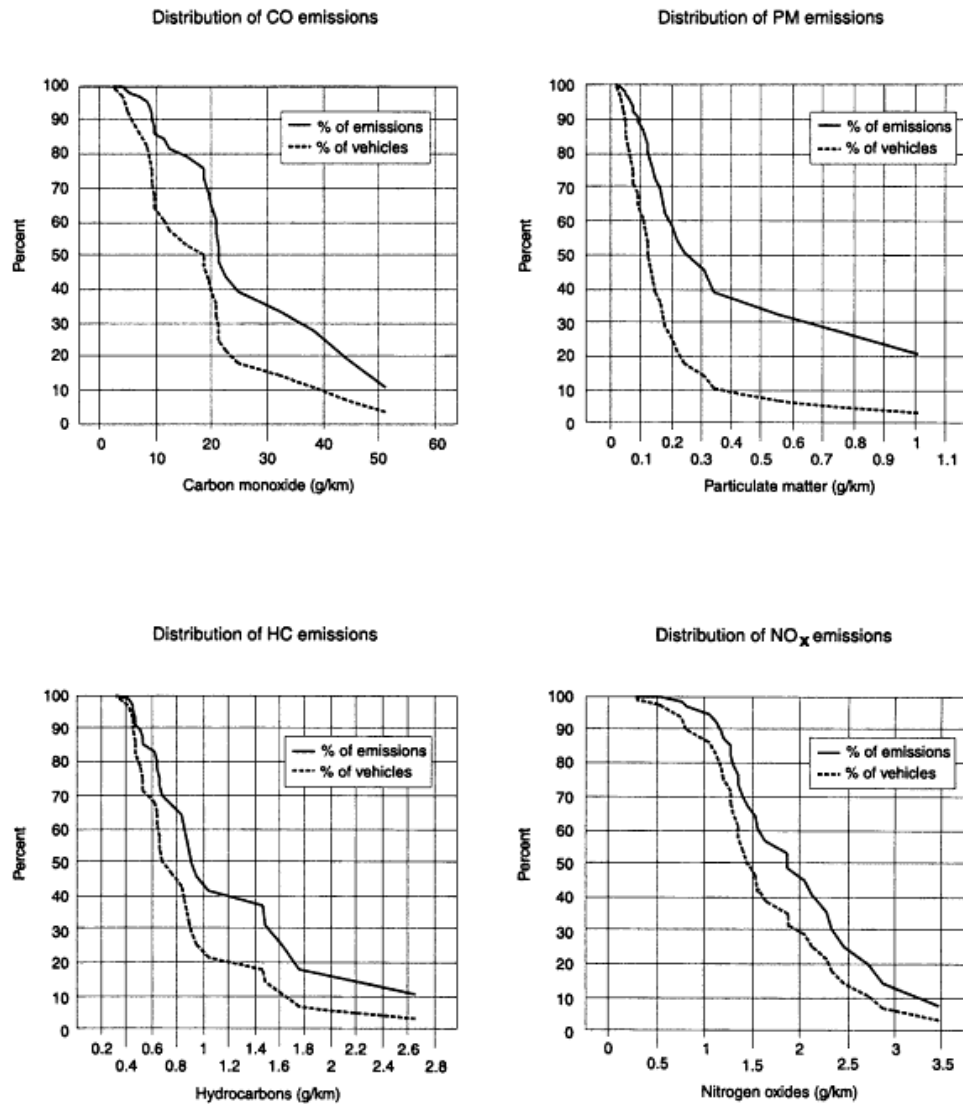 Distribution of CO emissions
100
90
80
70
60
50
40
30
20
10
0
Percent
% of emissions
% of vehicles
0 20 40 60
10 30 50
Carbon monoxide (g/km)
Distribution of PM emissions
100
90
80
70
60
50
40
30
20
10
0
Percent
% of emissions
% of vehicles
0 0.2 0.4 0.6 0.8 1
0.1 0.3 0.5 0.7 0.9 1.1
Particulate matter (g/km)
Distribution of HC emissions
100
90
80
70
60
50
40
30
20
10
0
Percent
% of emissions
% of vehicles
0.2 0.6 1 1.4 1.8 2.2 2.6
0.4 0.8 1.2 1.6 2 2.4 2.8
Hydrocarbons (g/km)
Distribution of NOx emissions
100
90
80
70
60
50
40
30
20
10
0
Percent
% of emissions
% of vehicles
0 1 2 3
0.5 1.5 2.5 3.5
Nitrogen oxides (g/km)